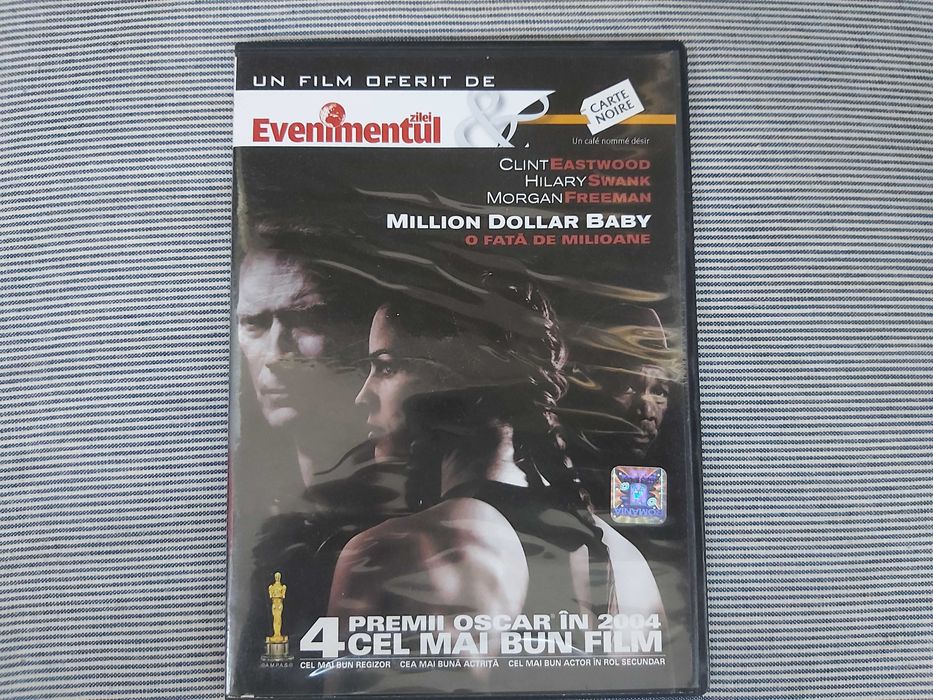 UN FILM OFERIT DE
Evenimentul zilei
&
CARTE NOIRE
Un café nommé désir
CLINT EASTWOOD
HILARY SWANK
MORGAN FREEMAN
MILLION DOLLAR BABY
O FATĂ DE MILIOANE
ROMANIA
4 PREMII OSCAR® ÎN 2004
CEL MAI BUN FILM
©A.M.P.A.S.®
CEL MAI BUN REGIZOR CEA MAI BUNĂ ACTRIȚĂ CEL MAI BUN ACTOR ÎN ROL SECUNDAR